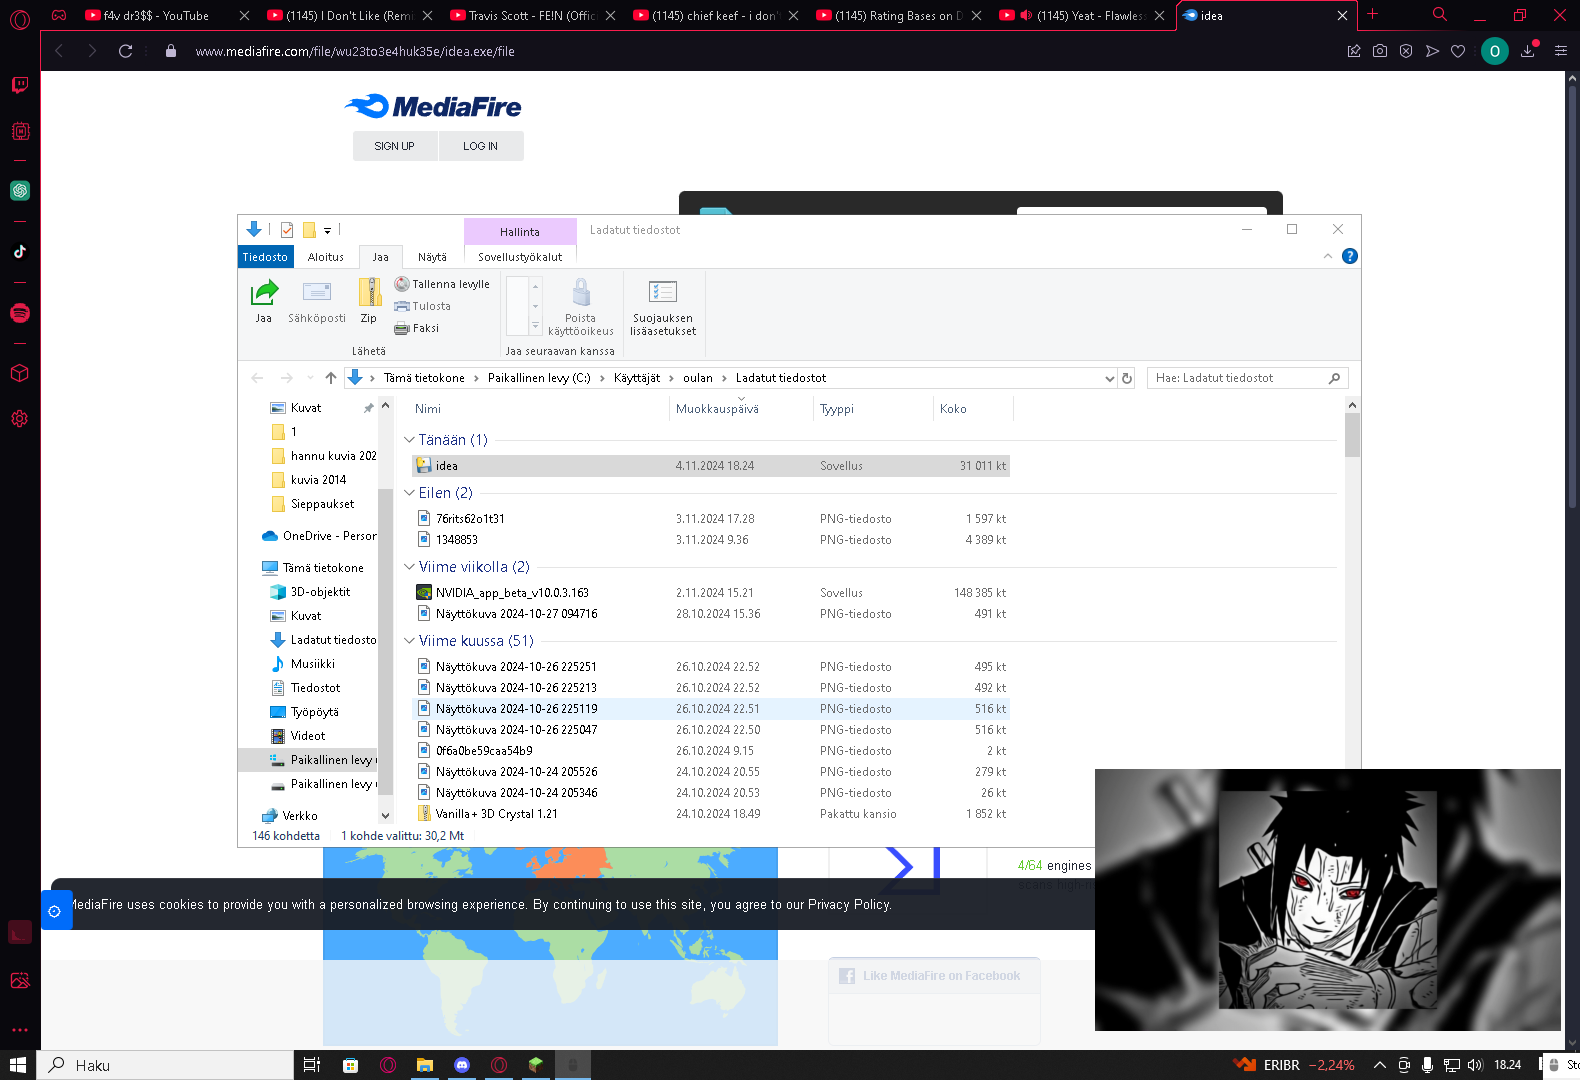 f4v dr3$$ - YouTube
(1145) I Don't Like (Remi
Travis Scott - FE!N (Offici
(1145) chief keef - i don'
(1145) Rating Bases on D
(1145) Yeat - Flawless
idea
www.mediafire.com/file/wu23to3e4huk35e/idea.exe/file
O
MediaFire
SIGN UP
LOG IN
Hallinta
Ladatut tiedostot
Tiedosto
Aloitus
Jaa
Näytä
Sovellustyökalut
Jaa
Sähköposti
Zip
Tallenna levylle
Tulosta
Faksi
Lähetä
Poista
käyttöoikeus
Jaa seuraavan kanssa
Suojauksen
lisäasetukset
Tämä tietokone
Paikallinen levy (C:)
Käyttäjät
oulan
Ladatut tiedostot
Hae: Ladatut tiedostot
Kuvat
1
hannu kuvia 202
kuvia 2014
Sieppaukset
OneDrive - Person
Tämä tietokone
3D-objektit
Kuvat
Ladatut tiedosto
Musiikki
Tiedostot
Työpöytä
Videot
Paikallinen levy (
Paikallinen levy (
Verkko
Nimi Muokkauspäivä Tyyppi Koko
Tänään (1)
idea 4.11.2024 18.24 Sovellus 31 011 kt
Eilen (2)
76rits62o1t31 3.11.2024 17.28 PNG-tiedosto 1 597 kt
1348853 3.11.2024 9.36 PNG-tiedosto 4 389 kt
Viime viikolla (2)
NVIDIA_app_beta_v10.0.3.163 2.11.2024 15.21 Sovellus 148 385 kt
Näyttökuva 2024-10-27 094716 28.10.2024 15.36 PNG-tiedosto 491 kt
Viime kuussa (51)
Näyttökuva 2024-10-26 225251 26.10.2024 22.52 PNG-tiedosto 495 kt
Näyttökuva 2024-10-26 225213 26.10.2024 22.52 PNG-tiedosto 492 kt
Näyttökuva 2024-10-26 225119 26.10.2024 22.51 PNG-tiedosto 516 kt
Näyttökuva 2024-10-26 225047 26.10.2024 22.50 PNG-tiedosto 516 kt
0f6a0be59caa54b9 26.10.2024 9.15 PNG-tiedosto 2 kt
Näyttökuva 2024-10-24 205526 24.10.2024 20.55 PNG-tiedosto 279 kt
Näyttökuva 2024-10-24 205346 24.10.2024 20.53 PNG-tiedosto 26 kt
Vanilla+ 3D Crystal 1.21 24.10.2024 18.49 Pakattu kansio 1 852 kt
146 kohdetta 1 kohde valittu: 30,2 Mt
4/64 engines
MediaFire uses cookies to provide you with a personalized browsing experience. By continuing to use this site, you agree to our Privacy Policy.
Like MediaFire on Facebook
Haku
ERIBR -2,24%
18.24
Sto